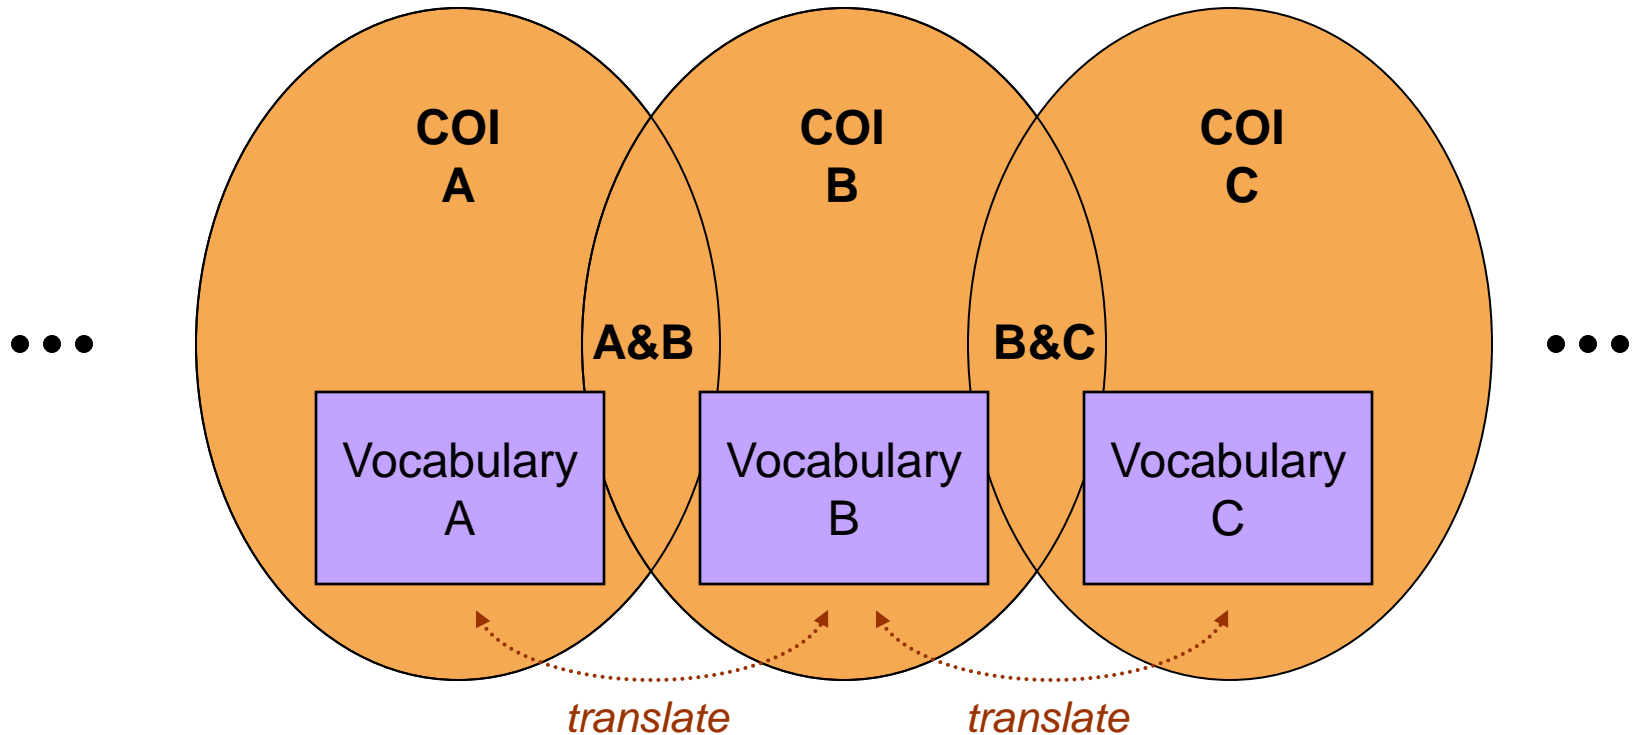 COI
A
COI
B
COI
C
A&B
B&C
Vocabulary
A
Vocabulary
B
Vocabulary
C
translate
translate